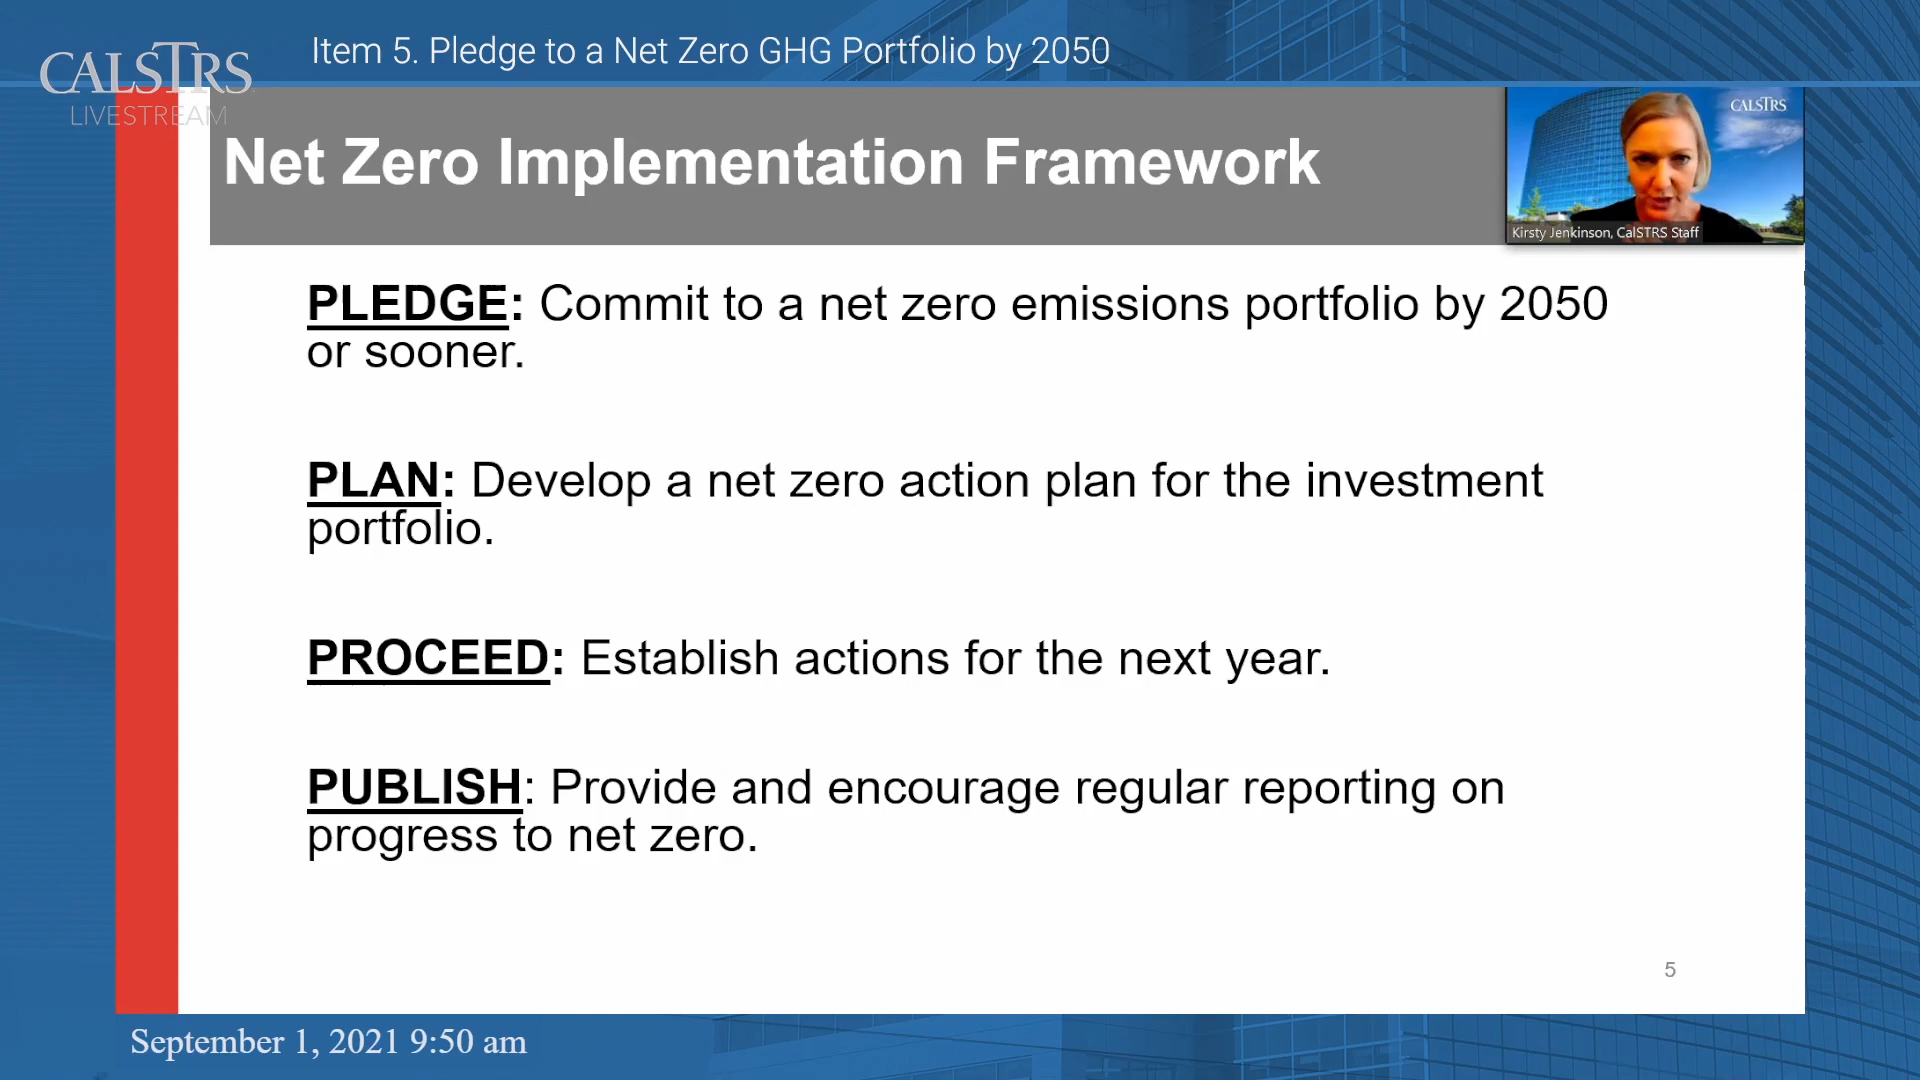 Item 5. Pledge to a Net Zero GHG Portfolio by 2050
CALSTRS
LIVESTREAM
Net Zero Implementation Framework
CALSTRS
Kirsty Jenkinson, CalSTRS Staff
PLEDGE: Commit to a net zero emissions portfolio by 2050
or sooner.
PLAN: Develop a net zero action plan for the investment
portfolio.
PROCEED: Establish actions for the next year.
PUBLISH: Provide and encourage regular reporting on
progress to net zero.
5
September 1, 2021 9:50 am